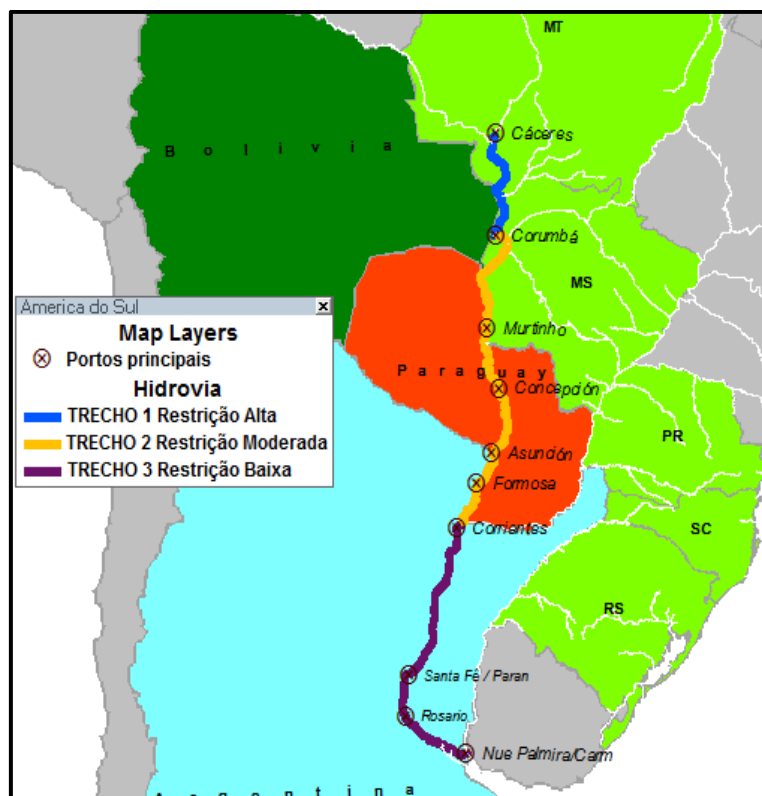 MT
Cáceres
B o l i v i a
Corumbá
MS
America do Sul
x
Map Layers
Portos principais
Hidrovia
TRECHO 1 Restrição Alta
TRECHO 2 Restrição Moderada
TRECHO 3 Restrição Baixa
Murtinho
P a r a g u a y
Concepción
PR
Asunción
Formosa
Corrientes
SC
RS
Santa Fê / Paran
Rosario
Nue Palmira/Carm
A r g e n t i n a